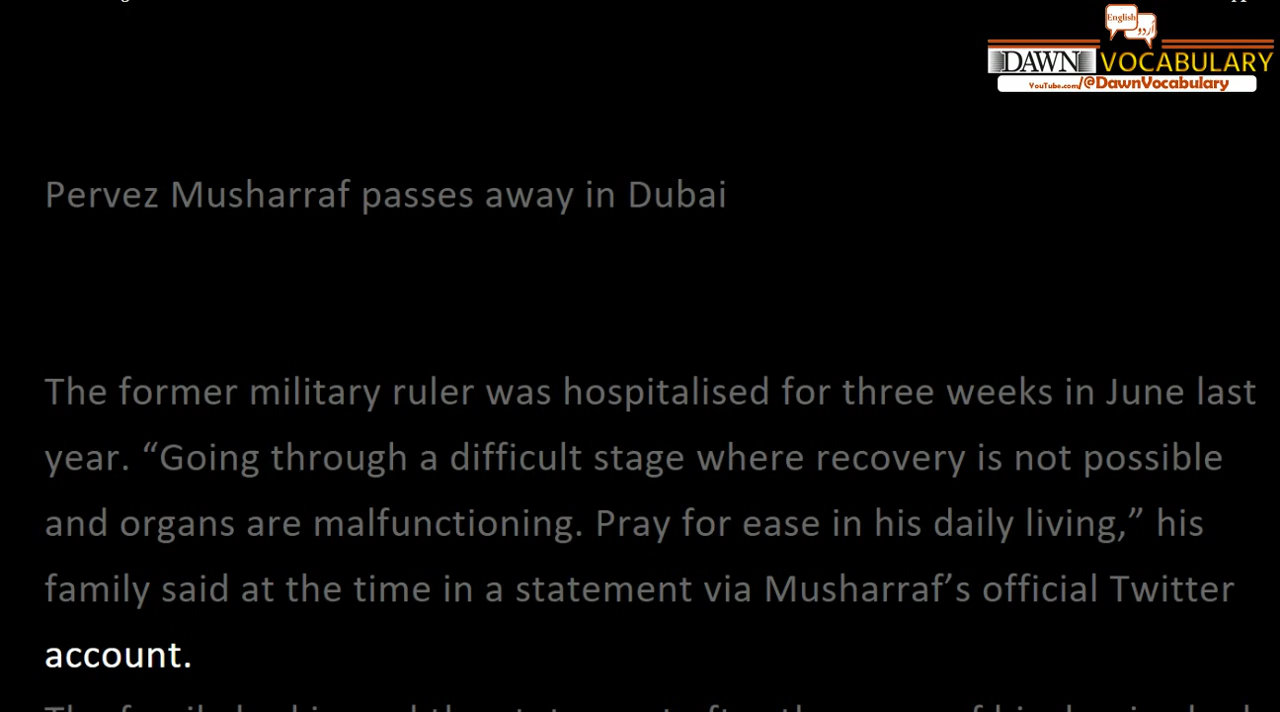 English
اردو
DAWN VOCABULARY
YouTube.com/@DawnVocabulary
Pervez Musharraf passes away in Dubai
The former military ruler was hospitalised for three weeks in June last
year. “Going through a difficult stage where recovery is not possible
and organs are malfunctioning. Pray for ease in his daily living,” his
family said at the time in a statement via Musharraf’s official Twitter
account.